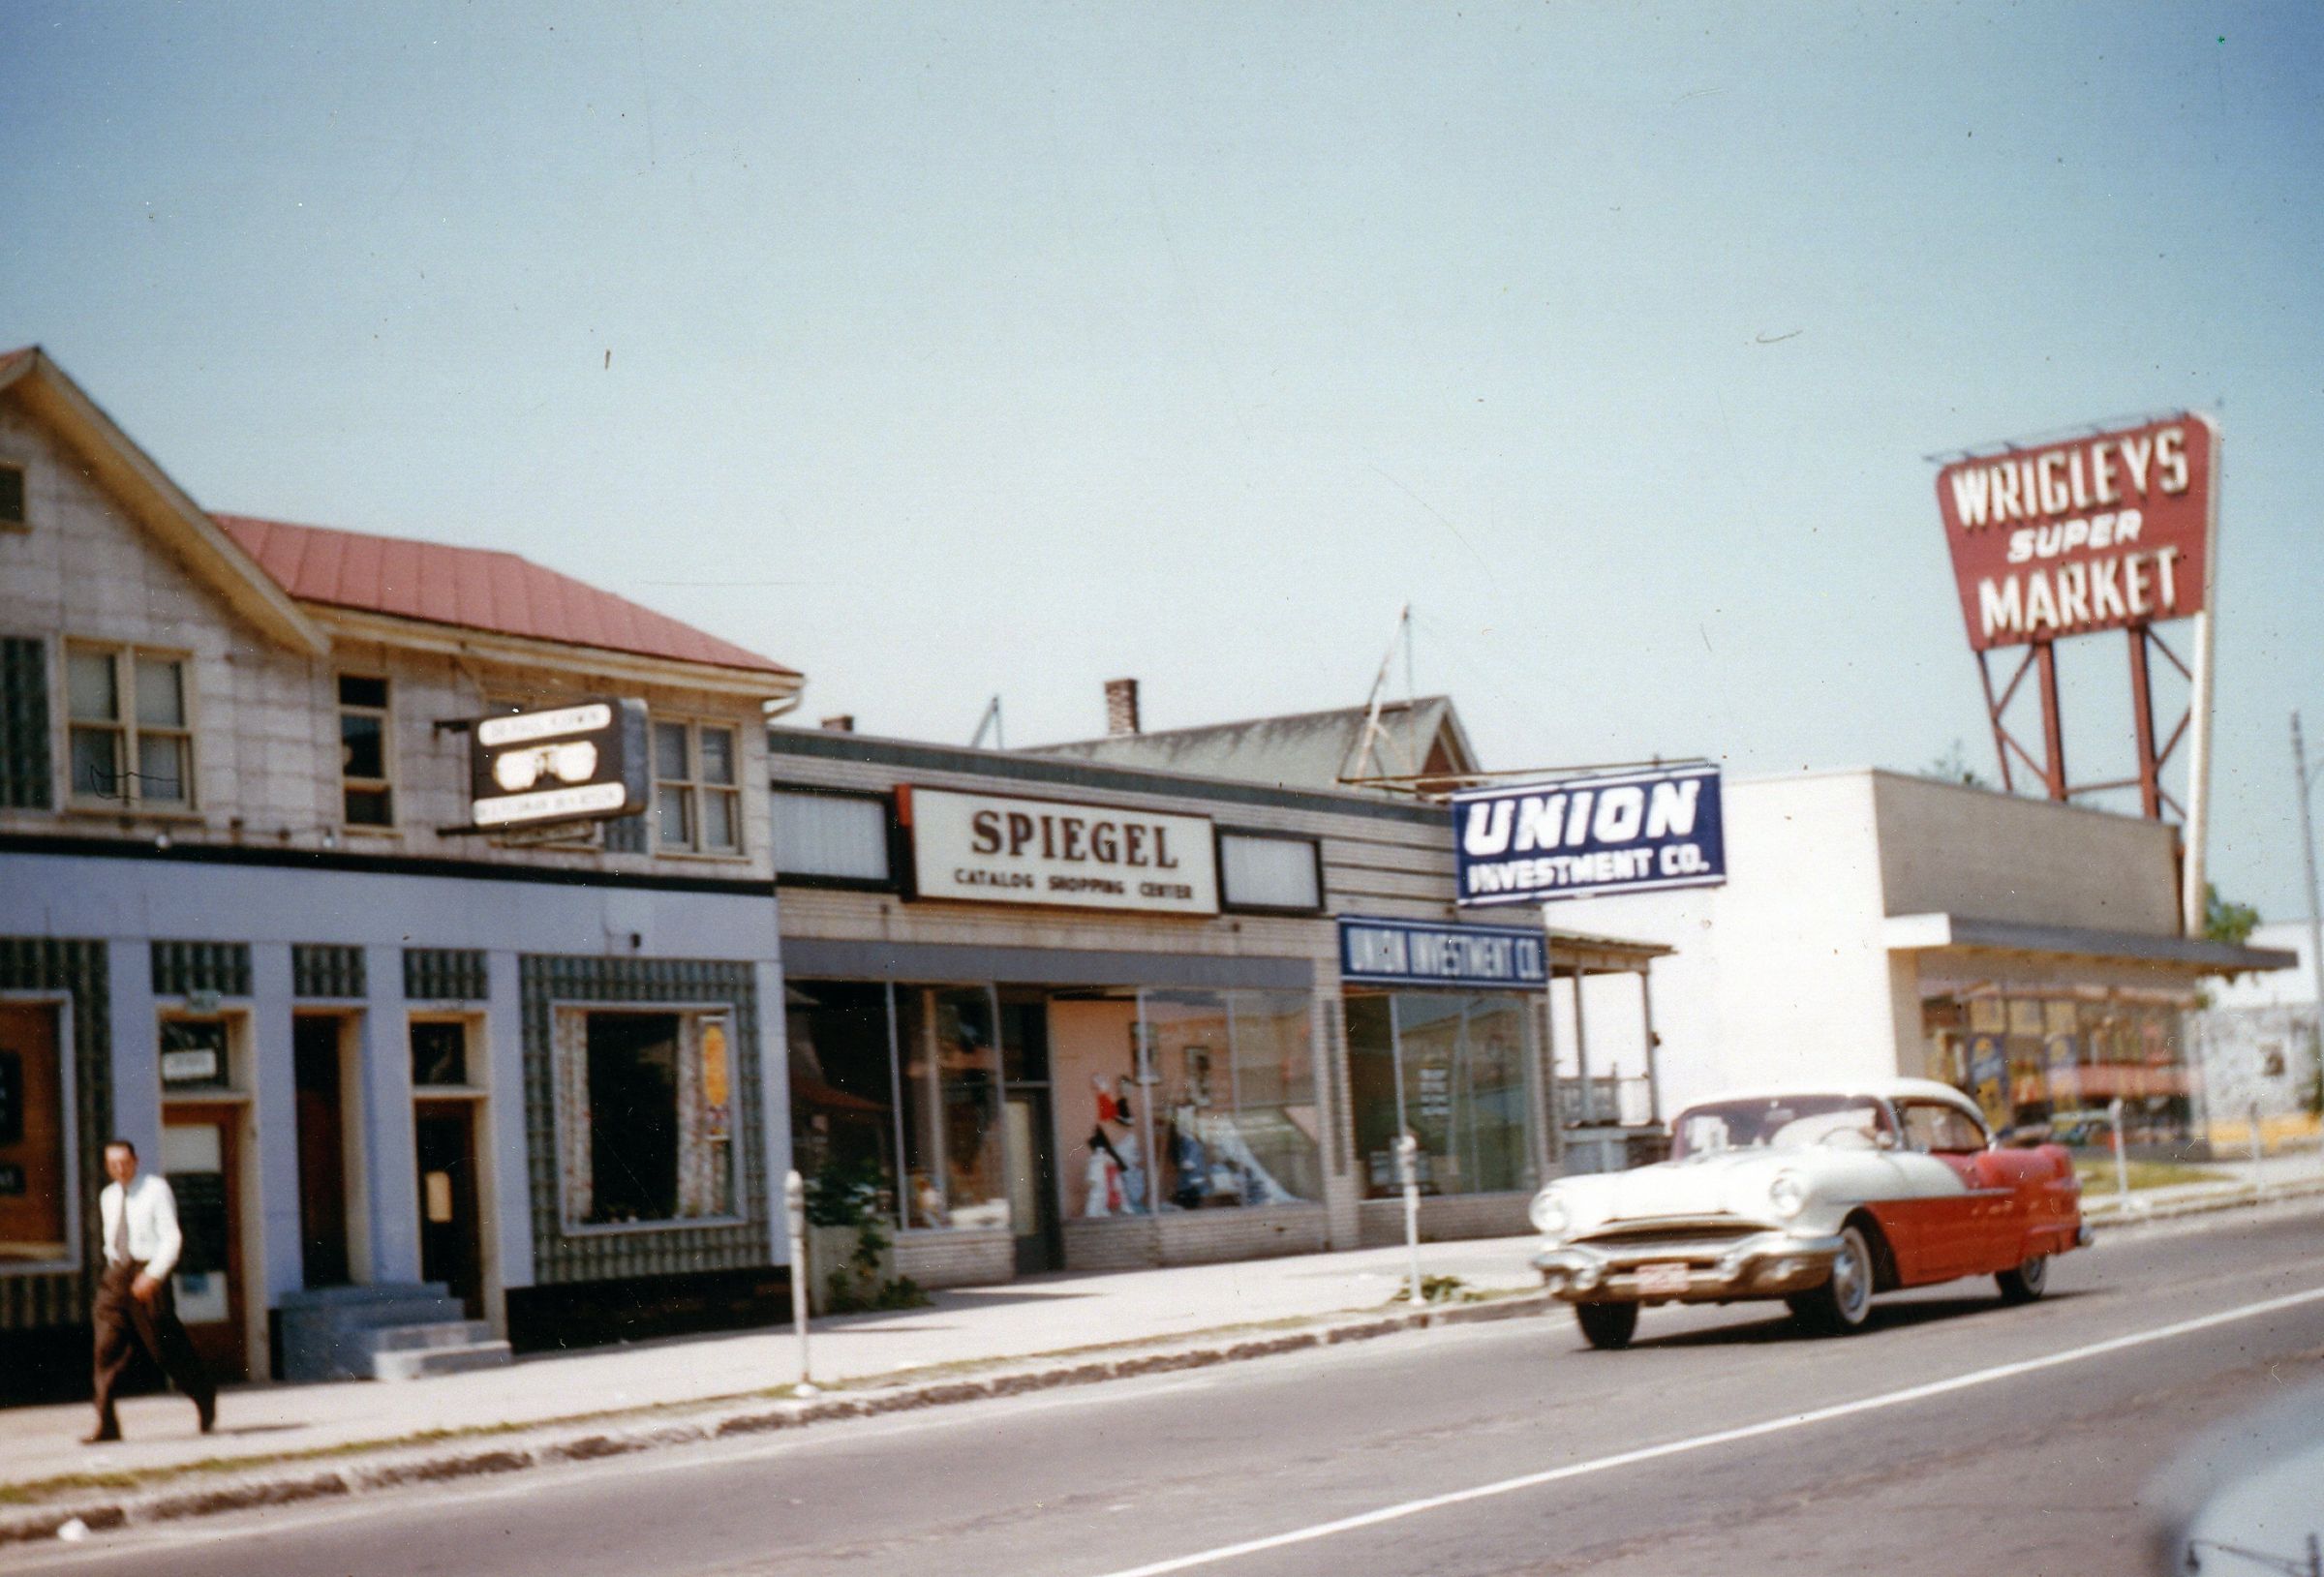 SPIEGEL
CATALOG SHOPPING CENTER
UNION
INVESTMENT CO.
UNION INVESTMENT CO.
WRIGLEYS
SUPER
MARKET